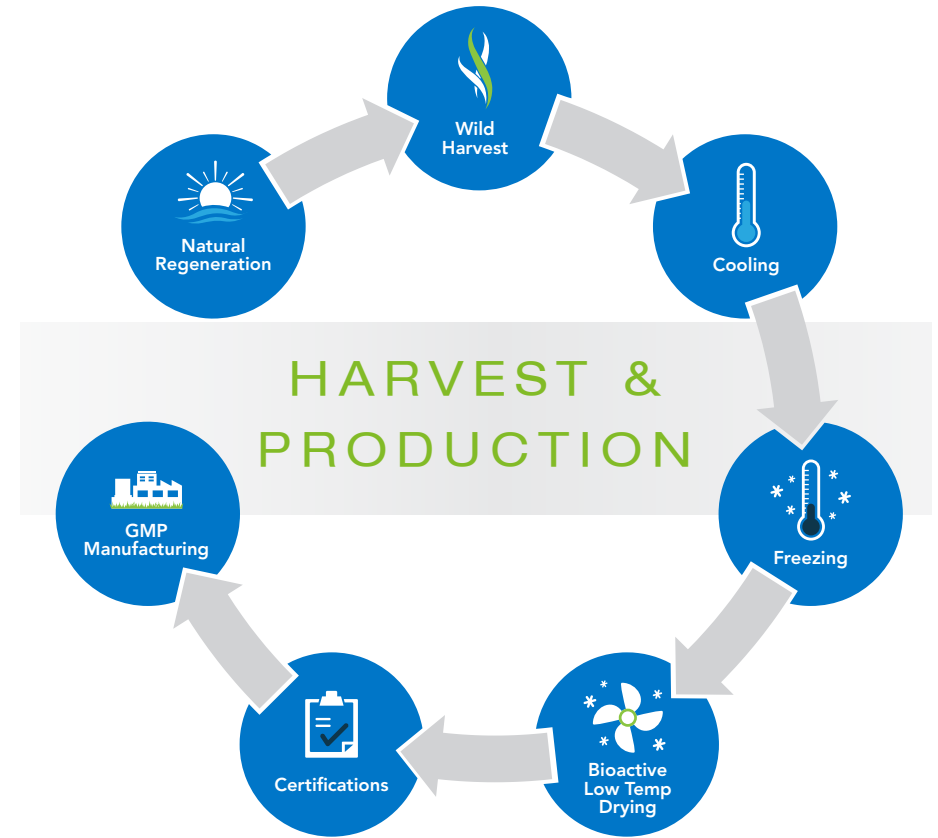 Wild
Harvest
Natural
Regeneration
Cooling
HARVEST &
PRODUCTION
GMP
Manufacturing
Freezing
Certifications
Bioactive
Low Temp
Drying